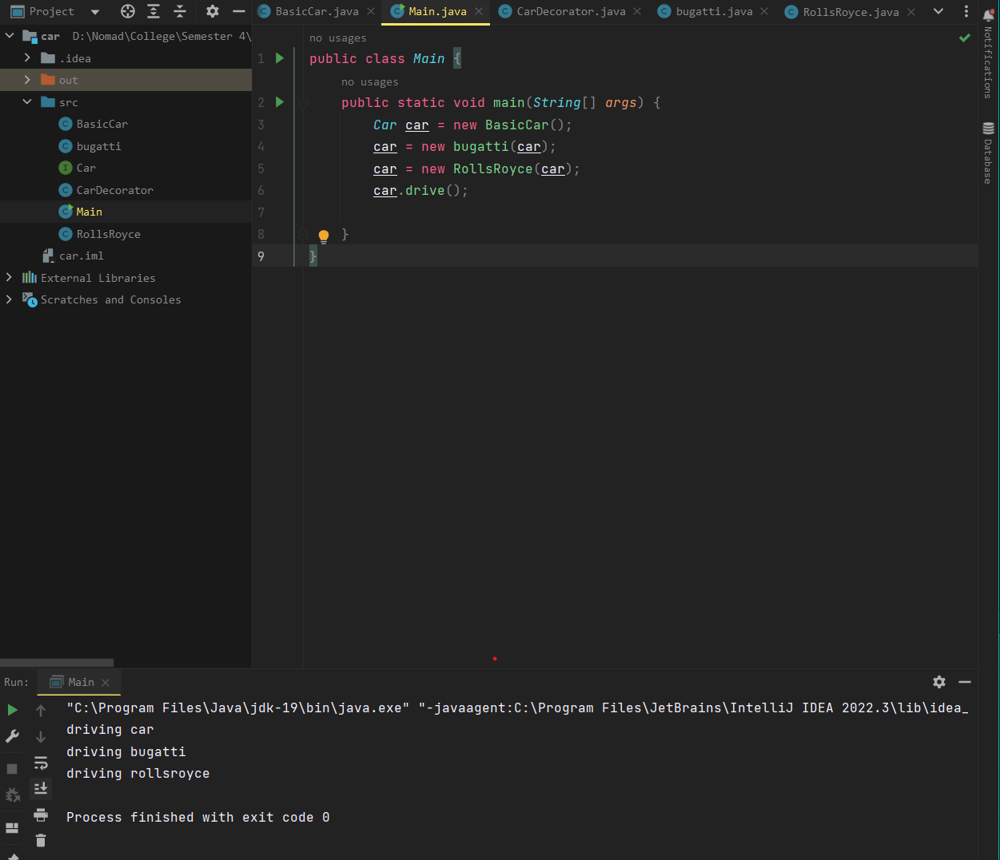 Project
BasicCar.java
Main.java
CarDecorator.java
bugatti.java
RollsRoyce.java
car D:\Nomad\College\Semester 4\
.idea
out
src
BasicCar
bugatti
Car
CarDecorator
Main
RollsRoyce
car.iml
External Libraries
Scratches and Consoles
no usages
1 public class Main {
no usages
2 public static void main(String[] args) {
3 Car car = new BasicCar();
4 car = new bugatti(car);
5 car = new RollsRoyce(car);
6 car.drive();
7
8 }
9 }
Notifications
Database
Run: Main
"C:\Program Files\Java\jdk-19\bin\java.exe" "-javaagent:C:\Program Files\JetBrains\IntelliJ IDEA 2022.3\lib\idea_
driving car
driving bugatti
driving rollsroyce
Process finished with exit code 0